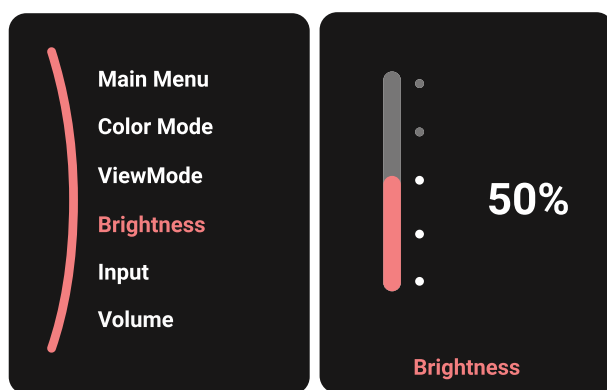 Main Menu
Color Mode
ViewMode
Brightness
Input
Volume
50%
Brightness